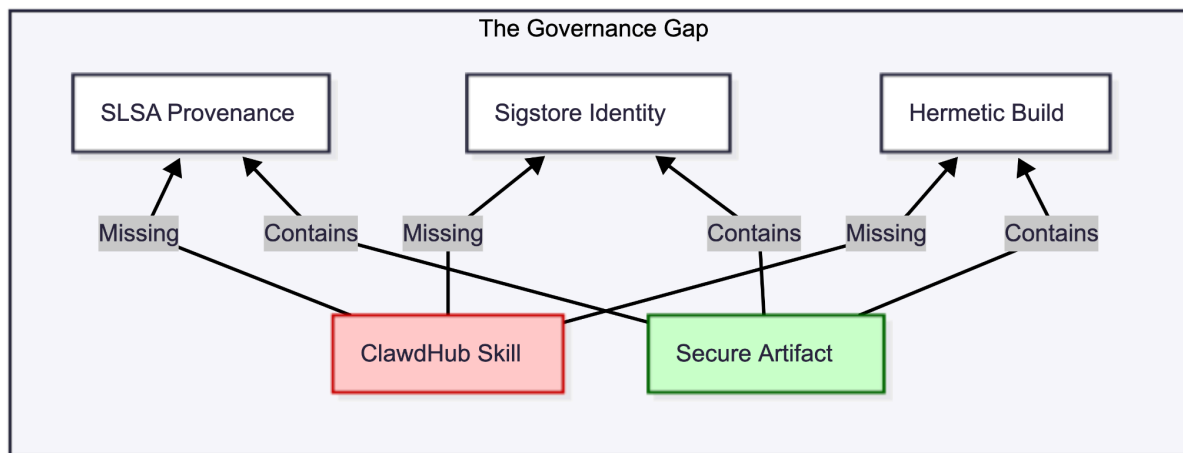 The Governance Gap
SLSA Provenance
Sigstore Identity
Hermetic Build
Missing
Contains
Missing
Contains
Missing
Contains
ClawdHub Skill
Secure Artifact